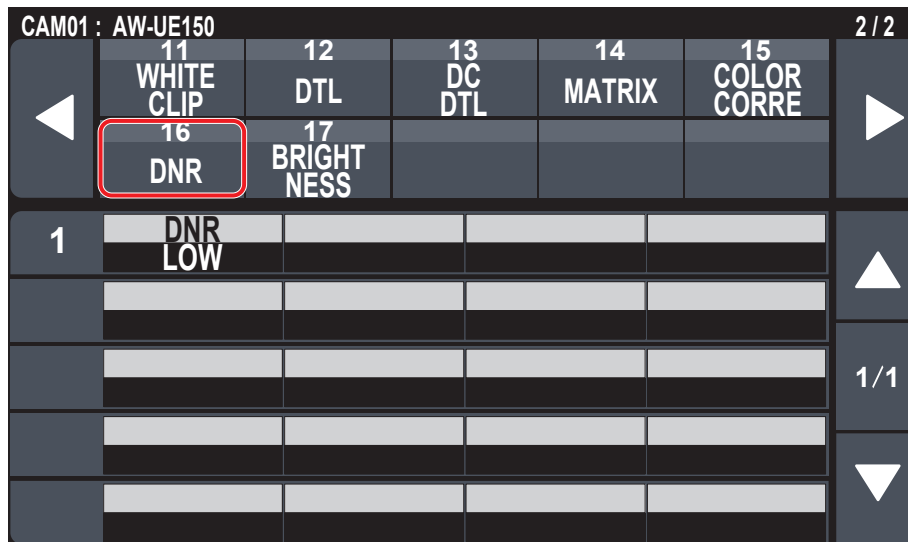 CAM01 : AW-UE150 2 / 2
11 12 13 14 15
WHITE CLIP DTL DC DTL MATRIX COLOR CORRE
16 17
DNR BRIGHT NESS
1 DNR
LOW
1/1